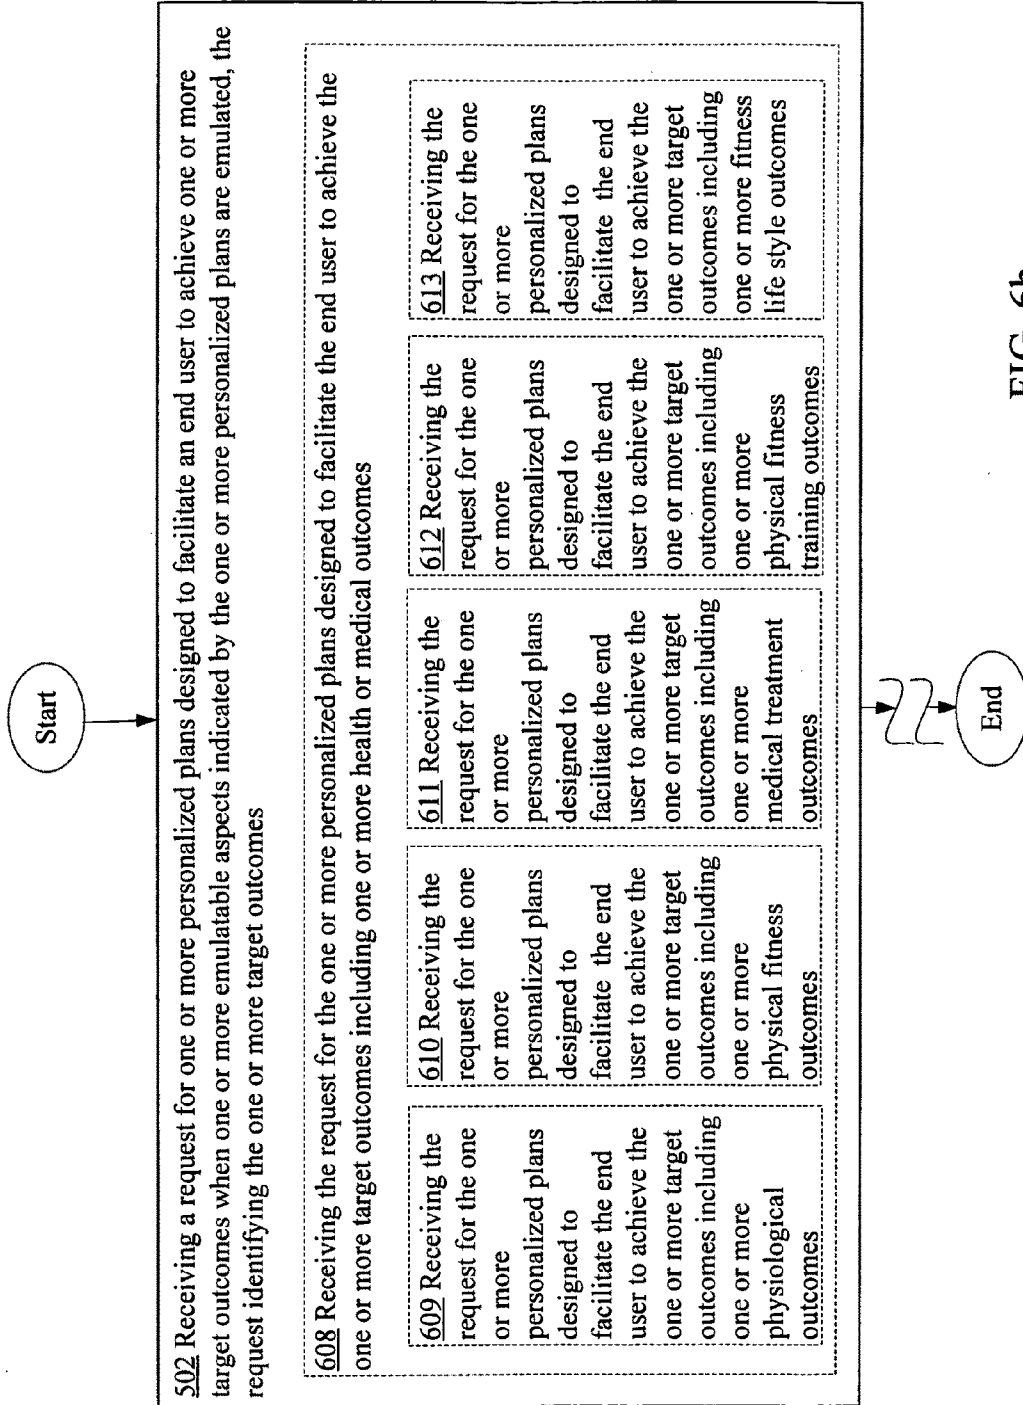 Start
502 Receiving a request for one or more personalized plans designed to facilitate an end user to achieve one or more
target outcomes when one or more emulatable aspects indicated by the one or more personalized plans are emulated, the
request identifying the one or more target outcomes
608 Receiving the request for the one or more personalized plans designed to facilitate the end user to achieve the
one or more target outcomes including one or more health or medical outcomes
609 Receiving the
request for the one
or more
personalized plans
designed to
facilitate the end
user to achieve the
one or more target
outcomes including
one or more
physiological
outcomes
610 Receiving the
request for the one
or more
personalized plans
designed to
facilitate the end
user to achieve the
one or more target
outcomes including
one or more
physical fitness
outcomes
611 Receiving the
request for the one
or more
personalized plans
designed to
facilitate the end
user to achieve the
one or more target
outcomes including
one or more
medical treatment
outcomes
612 Receiving the
request for the one
or more
personalized plans
designed to
facilitate the end
user to achieve the
one or more target
outcomes including
one or more
physical fitness
training outcomes
613 Receiving the
request for the one
or more
personalized plans
designed to
facilitate the end
user to achieve the
one or more target
outcomes including
one or more fitness
life style outcomes
End
FIG. 6b